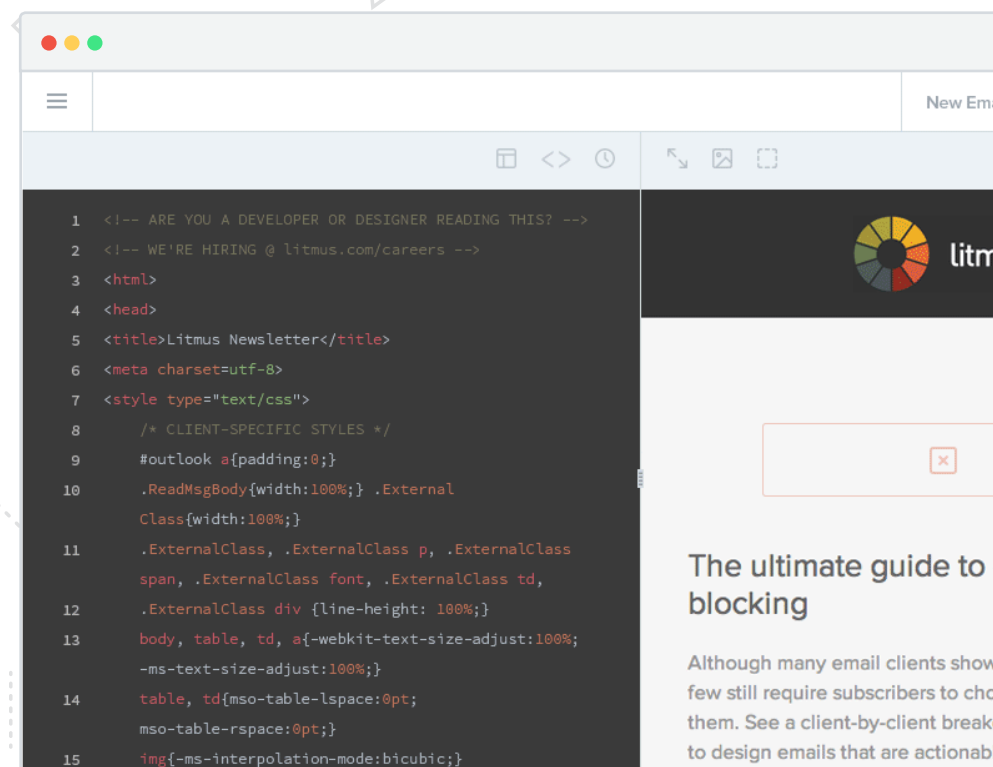 New Ema
1 <!-- ARE YOU A DEVELOPER OR DESIGNER READING THIS? -->
2 <!-- WE'RE HIRING @ litmus.com/careers -->
3 <html>
4 <head>
5 <title>Litmus Newsletter</title>
6 <meta charset=utf-8>
7 <style type="text/css">
8 /* CLIENT-SPECIFIC STYLES */
9 #outlook a{padding:0;}
10 .ReadMsgBody{width:100%;} .External
Class{width:100%;}
11 .ExternalClass, .ExternalClass p, .ExternalClass
span, .ExternalClass font, .ExternalClass td,
12 .ExternalClass div {line-height: 100%;}
13 body, table, td, a{-webkit-text-size-adjust:100%;
-ms-text-size-adjust:100%;}
14 table, td{mso-table-lspace:0pt;
mso-table-rspace:0pt;}
15 img{-ms-interpolation-mode:bicubic;}
litm
The ultimate guide to
blocking
Although many email clients show
few still require subscribers to cho
them. See a client-by-client break
to design emails that are actionab